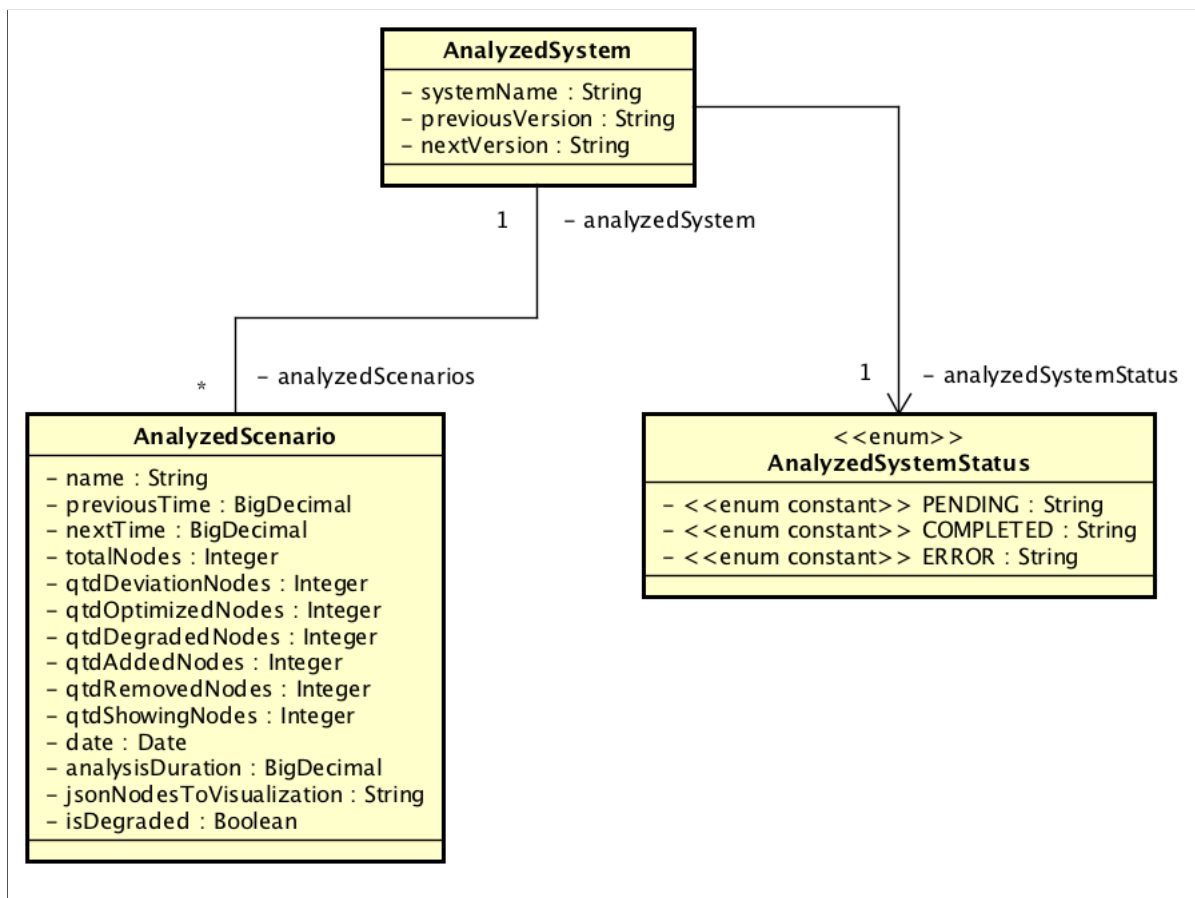 AnalyzedSystem
– systemName : String
– previousVersion : String
– nextVersion : String
1
– analyzedSystem
*
– analyzedScenarios
1
– analyzedSystemStatus
AnalyzedScenario
– name : String
– previousTime : BigDecimal
– nextTime : BigDecimal
– totalNodes : Integer
– qtdDeviationNodes : Integer
– qtdOptimizedNodes : Integer
– qtdDegradedNodes : Integer
– qtdAddedNodes : Integer
– qtdRemovedNodes : Integer
– qtdShowingNodes : Integer
– date : Date
– analysisDuration : BigDecimal
– jsonNodesToVisualization : String
– isDegraded : Boolean
<<enum>>
AnalyzedSystemStatus
– <<enum constant>> PENDING : String
– <<enum constant>> COMPLETED : String
– <<enum constant>> ERROR : String